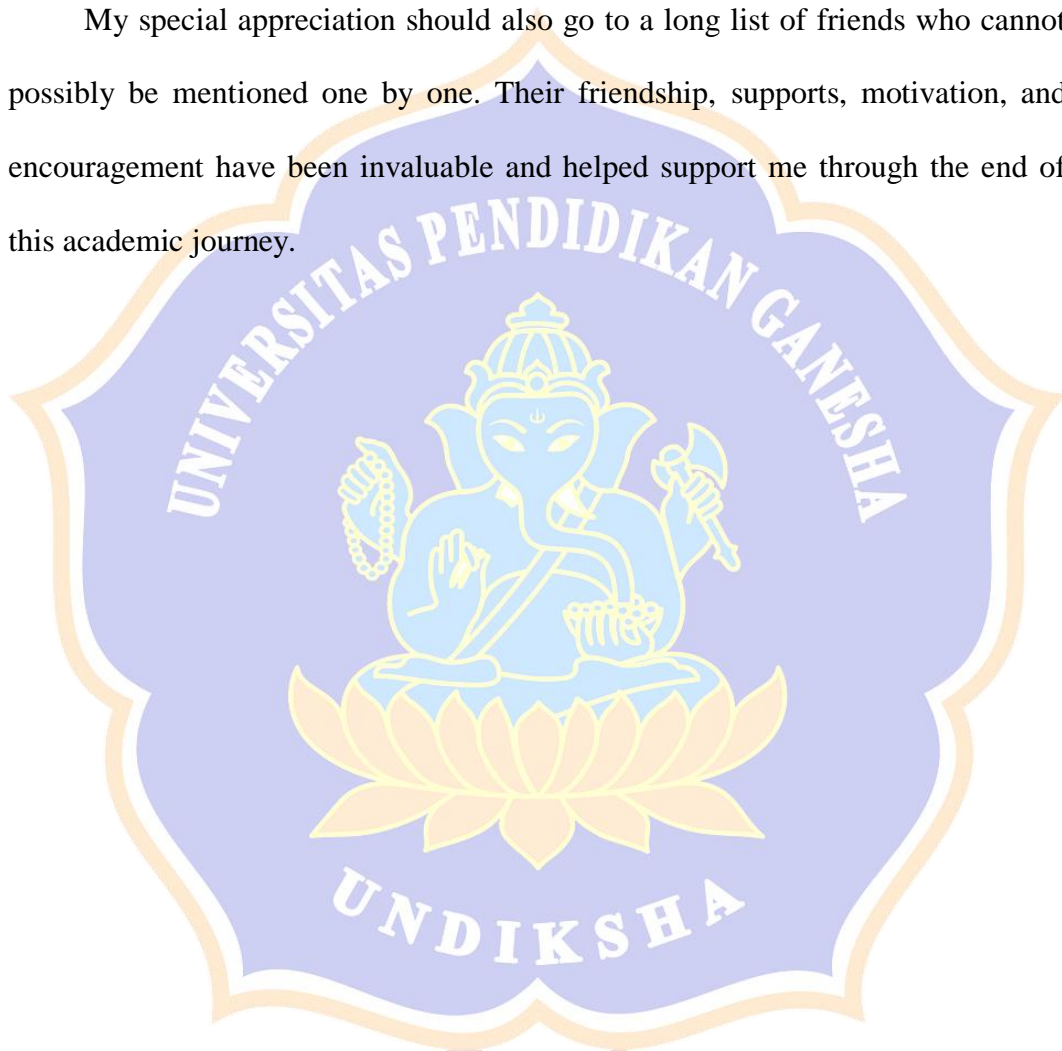 My special appreciation should also go to a long list of friends who cannot
possibly be mentioned one by one. Their friendship, supports, motivation, and
encouragement have been invaluable and helped support me through the end of
this academic journey.
UNIVERSITAS PENDIDIKAN GANESHA
UNDIKSHA